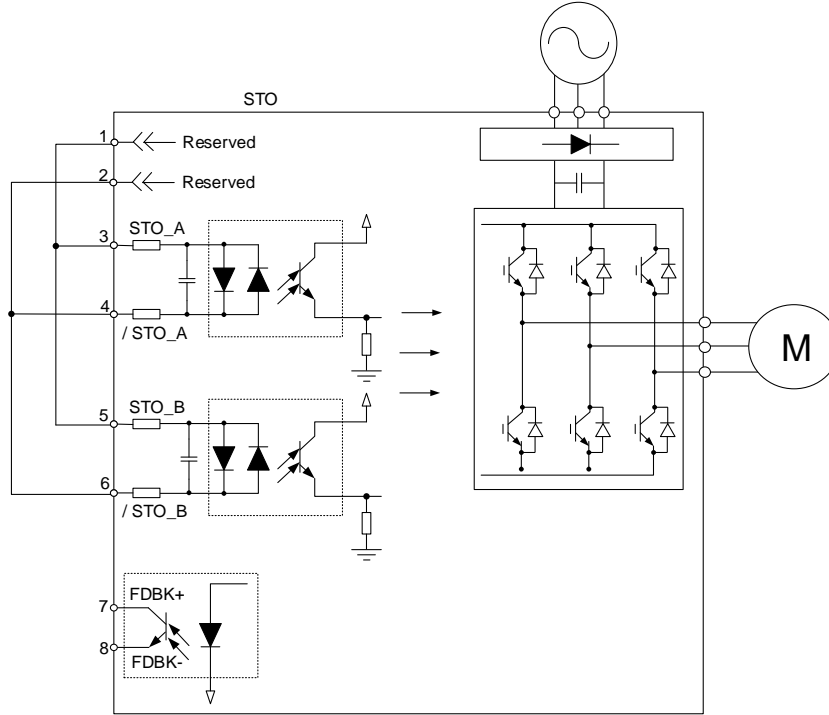 STO
1
Reserved
2
Reserved
3
STO_A
4
/ STO_A
5
STO_B
6
/ STO_B
7
FDBK+
8
FDBK-
M